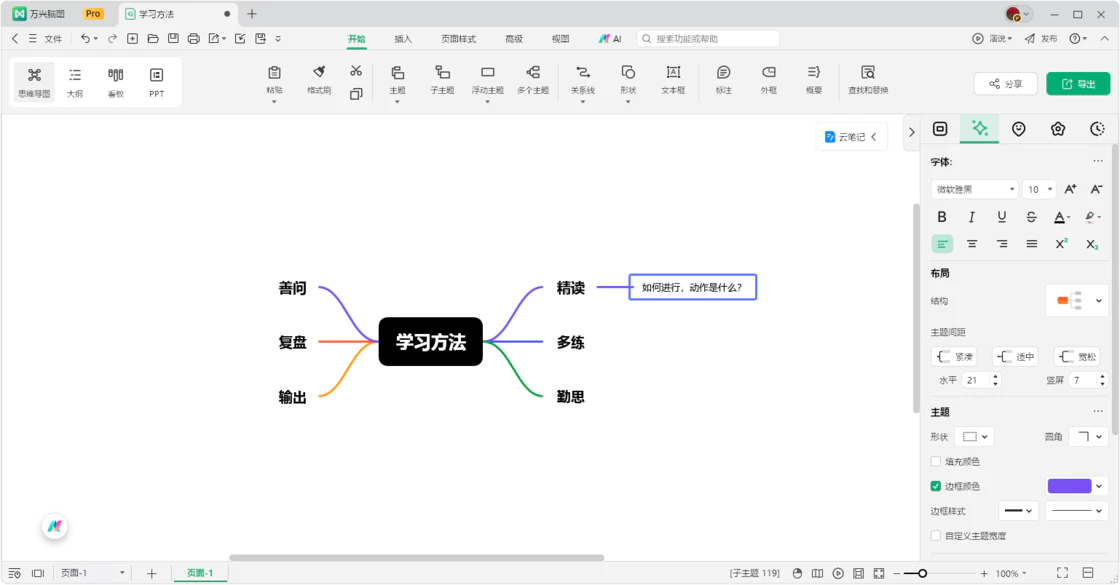 万兴脑图 Pro 学习方法
文件 开始 插入 页面样式 高级 视图 AI 搜索功能或帮助 演说 发布
思维导图 大纲 看板 PPT 粘贴 格式刷 主题 子主题 浮动主题 多个主题 关系线 形状 文本框 标注 外框 概要 查找和替换 分享 导出
云笔记
善问
复盘
输出
学习方法
精读
如何进行，动作是什么？
多练
勤思
字体:
微软雅黑 10
B I U S A
X² X₂
布局
结构
主题间距
紧凑 适中 宽松
水平 21 竖屏 7
主题
形状 圆角
填充颜色
边框颜色
边框样式
自定义主题宽度
页面-1 页面-1 [子主题 119] 100%